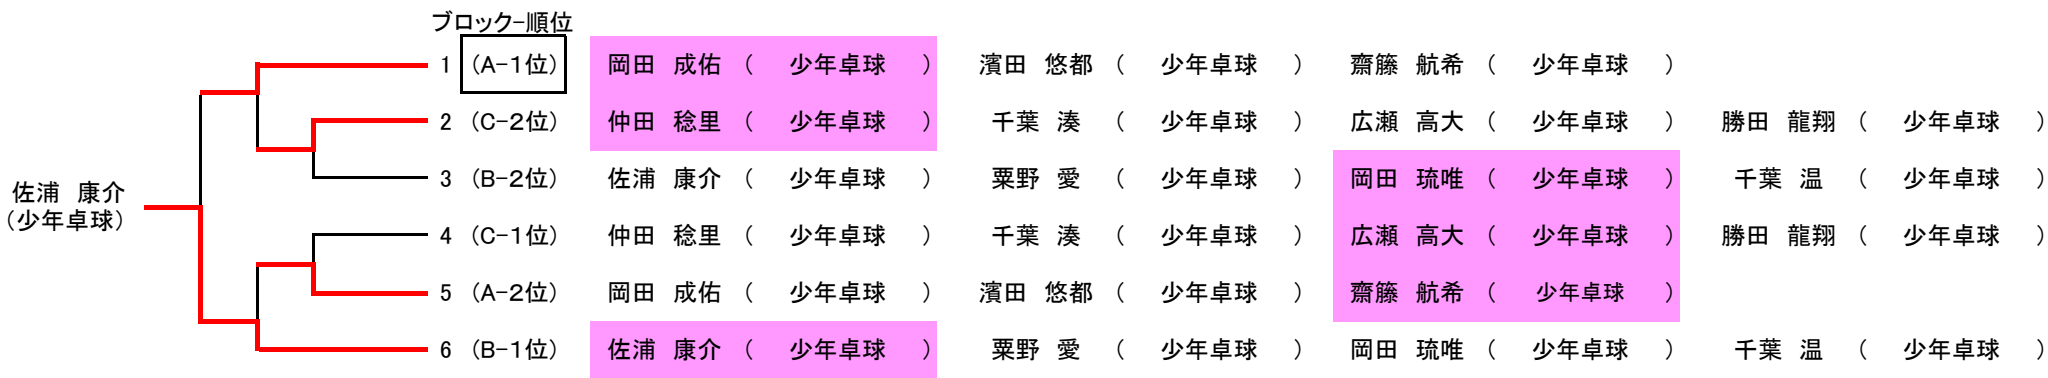 ブロック−順位
1 (A−1位) 岡田 成佑 ( 少年卓球 ) 濱田 悠都 ( 少年卓球 ) 齋藤 航希 ( 少年卓球 )
2 (C−2位) 仲田 稔里 ( 少年卓球 ) 千葉 湊 ( 少年卓球 ) 広瀬 高大 ( 少年卓球 ) 勝田 龍翔 ( 少年卓球 )
3 (B−2位) 佐浦 康介 ( 少年卓球 ) 粟野 愛 ( 少年卓球 ) 岡田 琉唯 ( 少年卓球 ) 千葉 温 ( 少年卓球 )
佐浦 康介
(少年卓球)
4 (C−1位) 仲田 稔里 ( 少年卓球 ) 千葉 湊 ( 少年卓球 ) 広瀬 高大 ( 少年卓球 ) 勝田 龍翔 ( 少年卓球 )
5 (A−2位) 岡田 成佑 ( 少年卓球 ) 濱田 悠都 ( 少年卓球 ) 齋藤 航希 ( 少年卓球 )
6 (B−1位) 佐浦 康介 ( 少年卓球 ) 粟野 愛 ( 少年卓球 ) 岡田 琉唯 ( 少年卓球 ) 千葉 温 ( 少年卓球 )